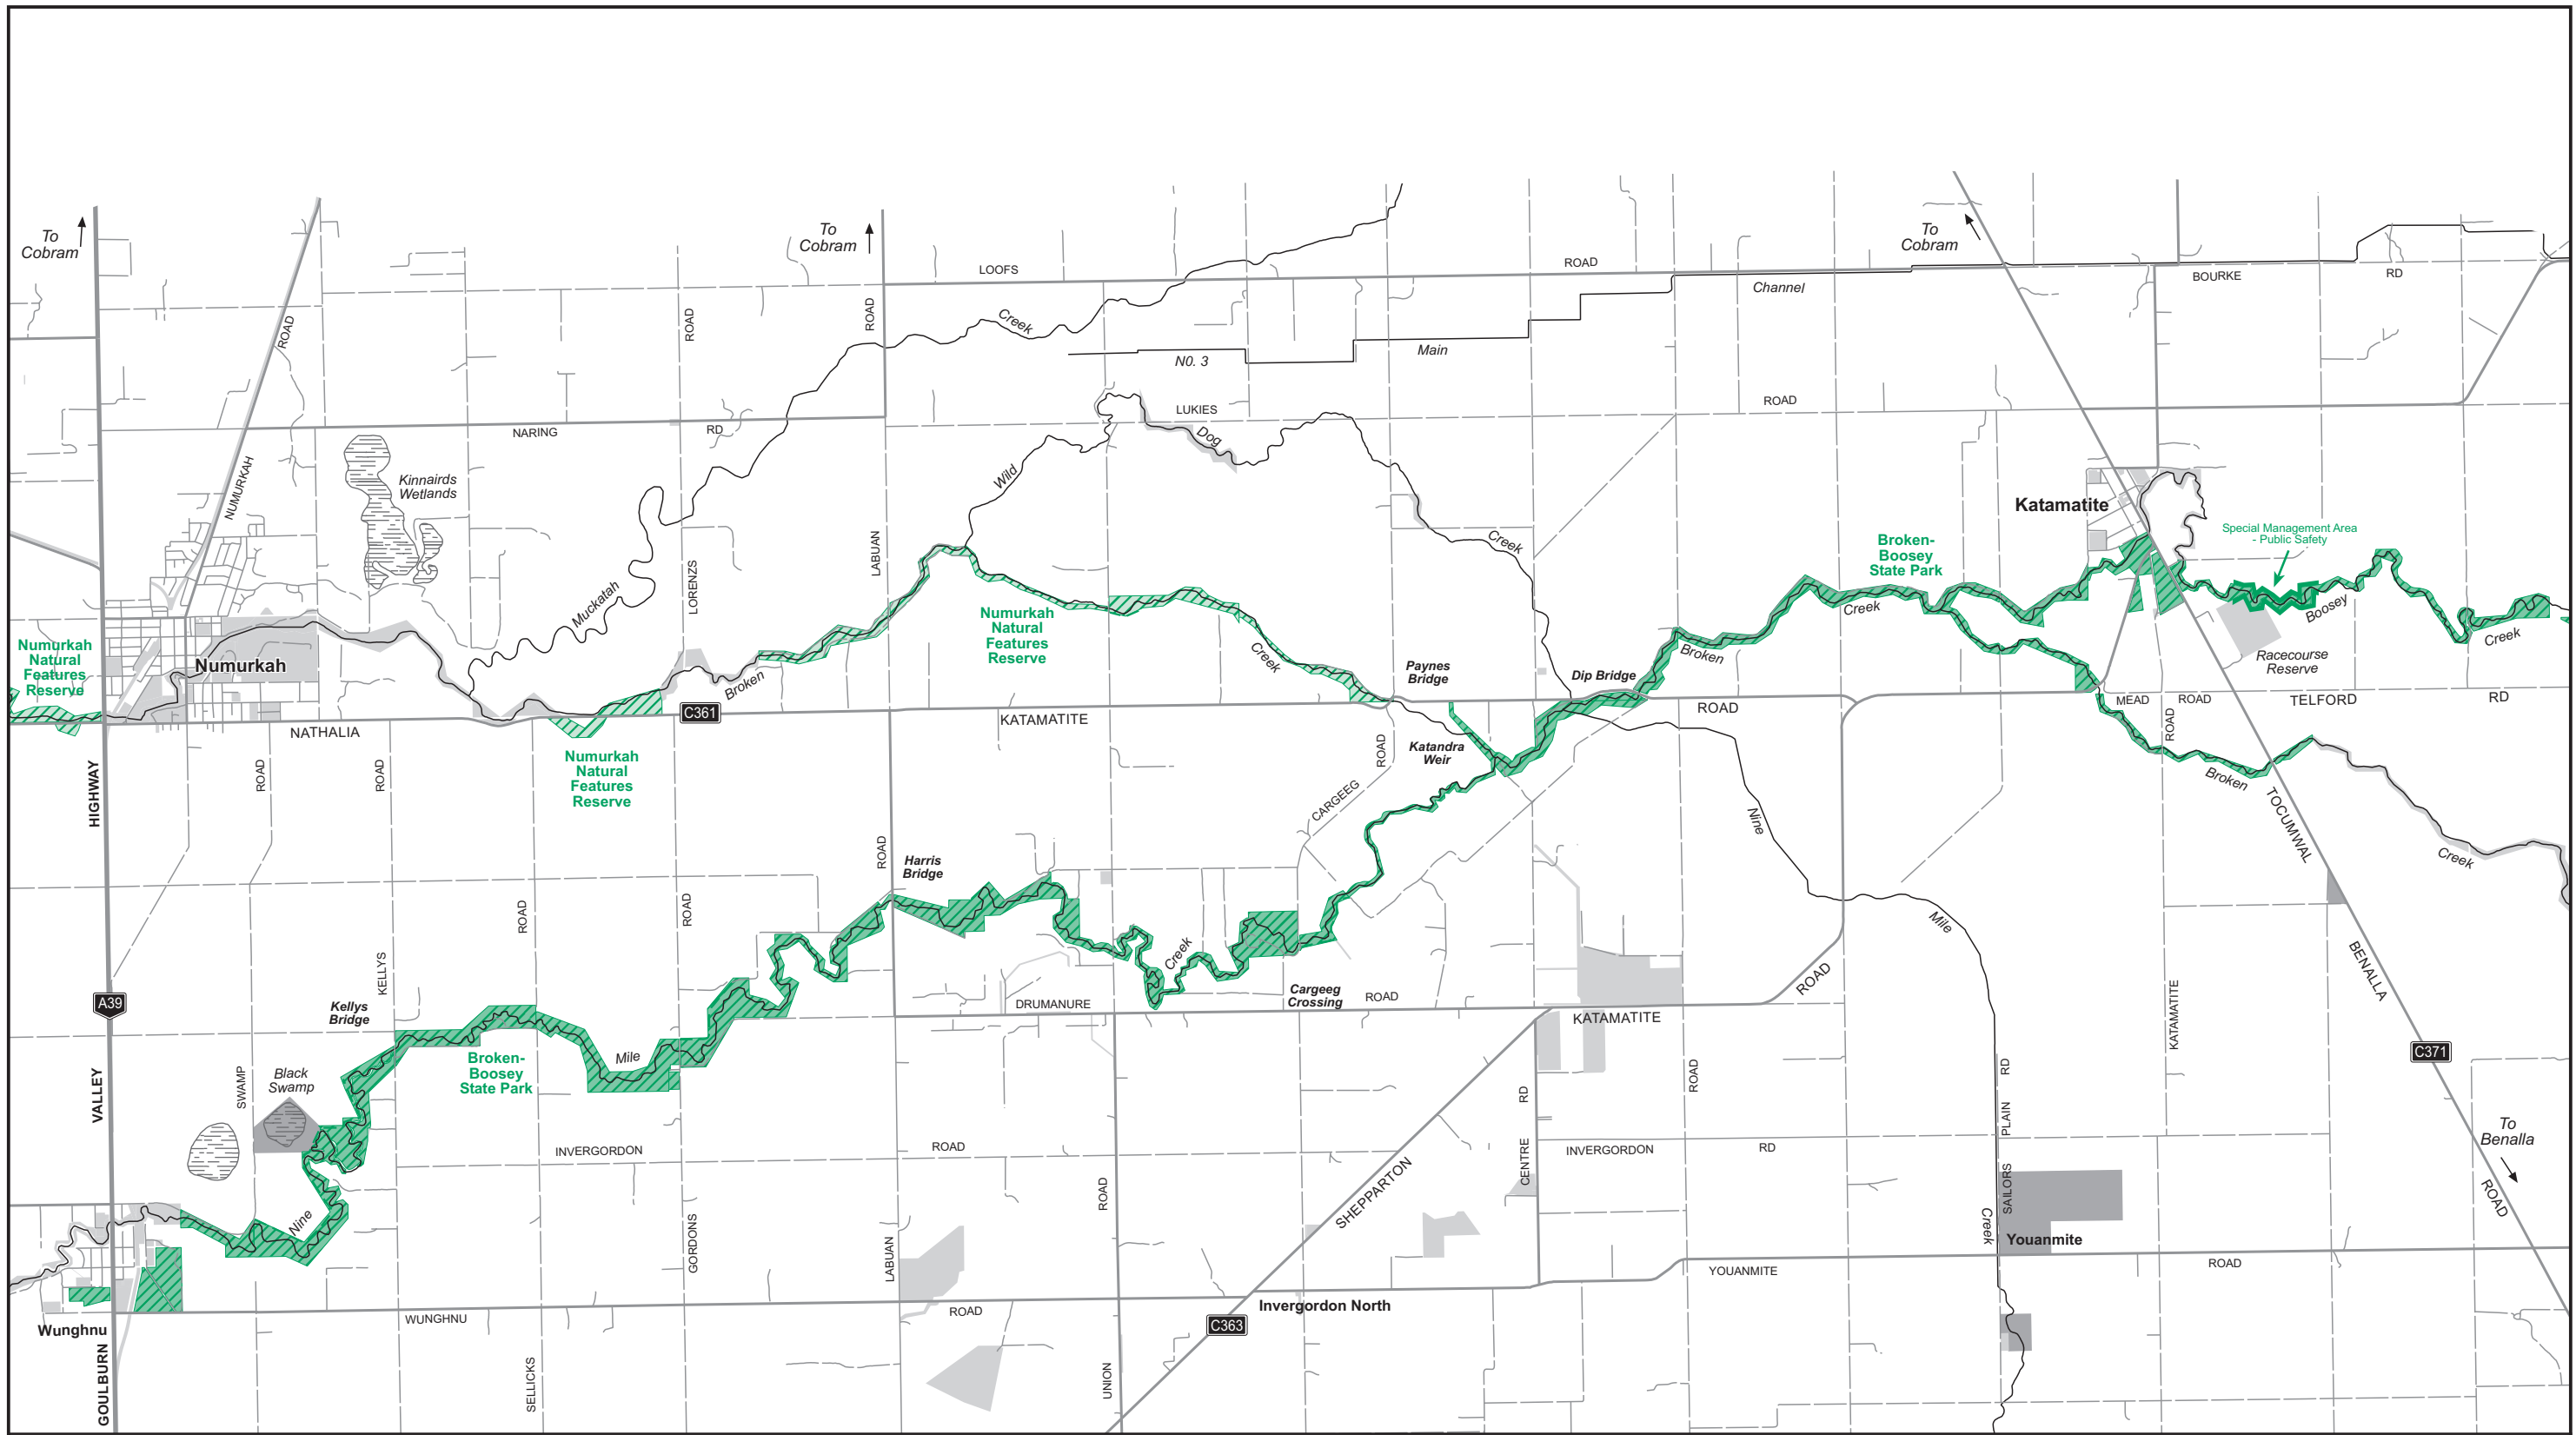 To
Cobram
To
Cobram
To
Cobram
LOOFS
ROAD
BOURKE
RD
Channel
ROAD
ROAD
ROAD
Creek
N0. 3
Main
NARING
RD
LUKIES
ROAD
Dog
NUMURKAH
Kinnairds
Wetlands
Wild
Creek
Katamatite
Special Management Area
- Public Safety
LABUAN
LORENZS
Muckatah
Broken-
Boosey
State Park
Creek
Boosey
Creek
Numurkah
Natural
Features
Reserve
Numurkah
Natural
Features
Reserve
Numurkah
Broken
Creek
Paynes
Bridge
Dip Bridge
Broken
Racecourse
Reserve
C361
NATHALIA
KATAMATITE
ROAD
MEAD
ROAD
TELFORD
RD
ROAD
Numurkah
Natural
Features
Reserve
HIGHWAY
ROAD
ROAD
ROAD
Katandra
Weir
CARGEEG
Nine
Broken
TOCUMWAL
Creek
Harris
Bridge
ROAD
ROAD
ROAD
Mile
KELLYS
Creek
Cargeeg
Crossing
ROAD
ROAD
BENALLA
A39
Kellys
Bridge
DRUMANURE
KATAMATITE
KATAMATITE
C371
Broken-
Boosey
State Park
Mile
Black
Swamp
SWAMP
VALLEY
ROAD
RD
RD
PLAIN
SAILORS
To
Benalla
INVERGORDON
ROAD
CENTRE
INVERGORDON
RD
SHEPPARTON
ROAD
ROAD
Nine
GORDONS
LABUAN
Creek
Youanmite
YOUANMITE
ROAD
Wunghnu
WUNGHNU
ROAD
Invergordon North
C363
GOULBURN
SELLICKS
UNION